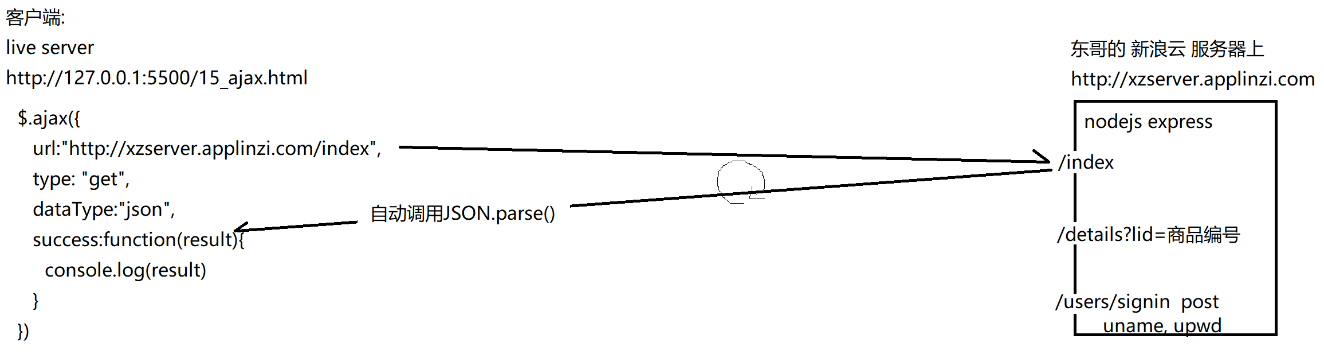 客户端:
live server
http://127.0.0.1:5500/15_ajax.html
$.ajax({
url:"http://xzserver.applinzi.com/index",
type: "get",
dataType:"json",
success:function(result){
console.log(result)
}
})
自动调用JSON.parse()
东哥的 新浪云 服务器上
http://xzserver.applinzi.com
nodejs express
/index
/details?lid=商品编号
/users/signin post
uname, upwd